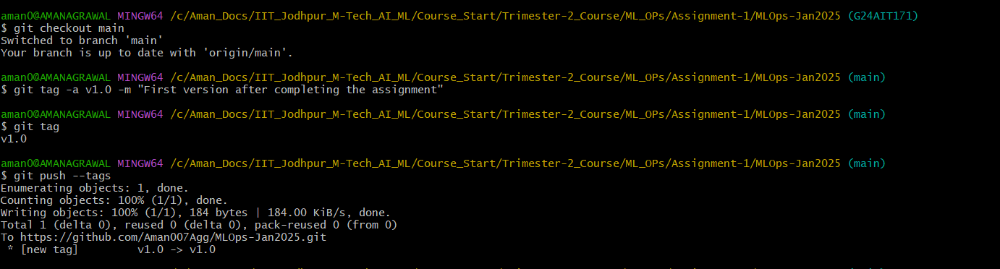 aman0@AMANAGRAWAL MINGW64 /c/Aman_Docs/IIT_Jodhpur_M-Tech_AI_ML/Course_Start/Trimester-2_Course/ML_OPs/Assignment-1/MLOps-Jan2025 (G24AIT171)
$ git checkout main
Switched to branch 'main'
Your branch is up to date with 'origin/main'.
aman0@AMANAGRAWAL MINGW64 /c/Aman_Docs/IIT_Jodhpur_M-Tech_AI_ML/Course_Start/Trimester-2_Course/ML_OPs/Assignment-1/MLOps-Jan2025 (main)
$ git tag -a v1.0 -m "First version after completing the assignment"
aman0@AMANAGRAWAL MINGW64 /c/Aman_Docs/IIT_Jodhpur_M-Tech_AI_ML/Course_Start/Trimester-2_Course/ML_OPs/Assignment-1/MLOps-Jan2025 (main)
$ git tag
v1.0
aman0@AMANAGRAWAL MINGW64 /c/Aman_Docs/IIT_Jodhpur_M-Tech_AI_ML/Course_Start/Trimester-2_Course/ML_OPs/Assignment-1/MLOps-Jan2025 (main)
$ git push --tags
Enumerating objects: 1, done.
Counting objects: 100% (1/1), done.
Writing objects: 100% (1/1), 184 bytes | 184.00 KiB/s, done.
Total 1 (delta 0), reused 0 (delta 0), pack-reused 0 (from 0)
To https://github.com/Aman007Agg/MLOps-Jan2025.git
 * [new tag]         v1.0 -> v1.0